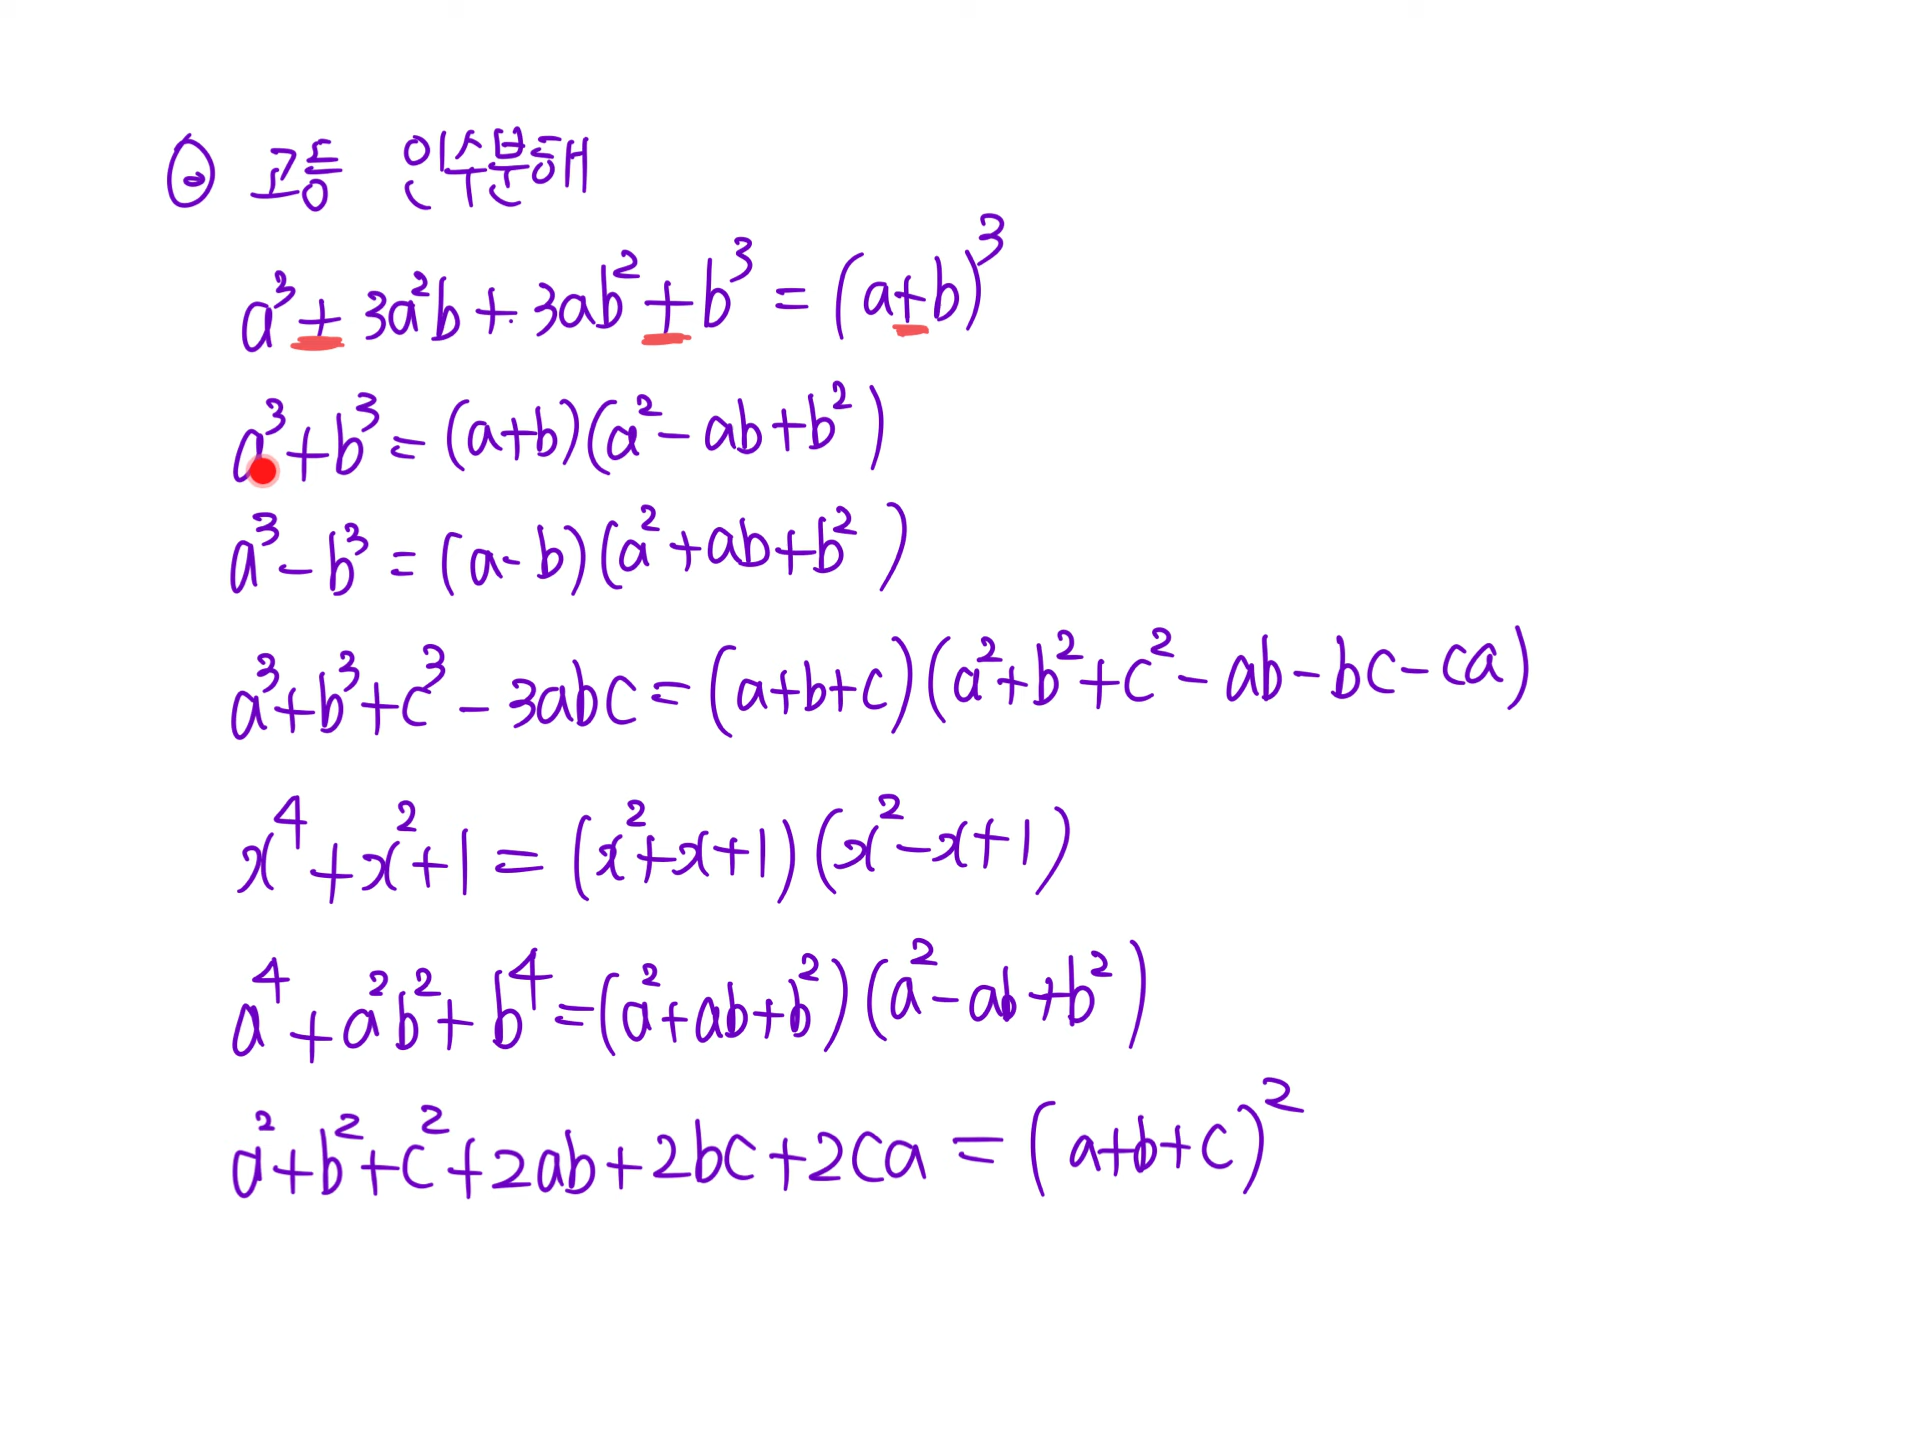 ⊙ 고등 인수분해
a³ + 3a²b + 3ab² + b³ = (a+b)³
a³+b³ = (a+b)(a²-ab+b²)
a³-b³ = (a-b)(a²+ab+b²)
a³+b³+c³-3abc = (a+b+c)(a²+b²+c²-ab-bc-ca)
x⁴+x²+1 = (x²+x+1)(x²-x+1)
a⁴+a²b²+b⁴ = (a²+ab+b²)(a²-ab+b²)
a²+b²+c²+2ab+2bc+2ca = (a+b+c)²